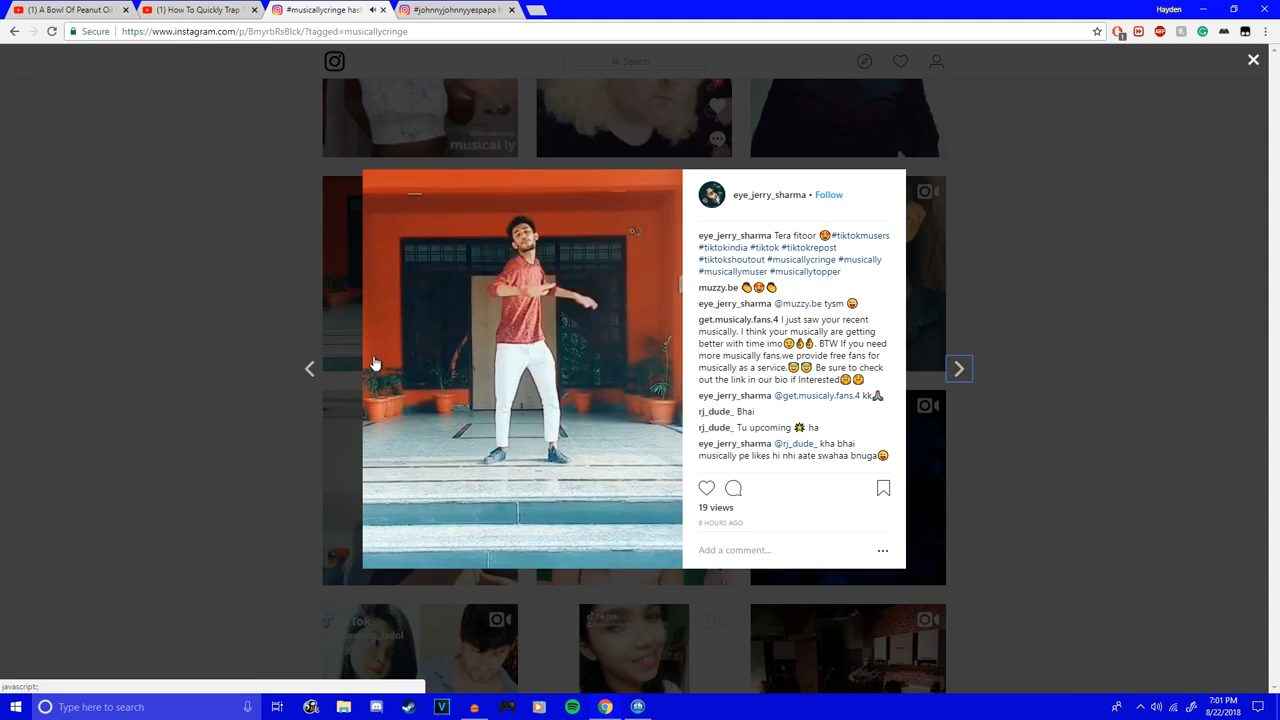 (1) A Bowl Of Peanut Oil
(1) How To Quickly Trap
#musicallycringe hash
#johnnyjohnnyyespapa
Hayden
Secure
https://www.instagram.com/p/BmyrbRsBlck/?tagged=musicallycringe
Search
musical ly
eye_jerry_sharma • Follow
eye_jerry_sharma Tera fitoor 😍#tiktokmusers
#tiktokindia #tiktok #tiktokrepost
#tiktokshoutout #musicallycringe #musically
#musicallymuser #musicallytopper
muzzy.be 👏😍👏
eye_jerry_sharma @muzzy.be tysm 😛
get.musicaly.fans.4 I just saw your recent
musically. I think your musically are getting
better with time imo😉👌👌. BTW If you need
more musically fans,we provide free fans for
musically as a service.😇😇 Be sure to check
out the link in our bio if Interested😊😊
eye_jerry_sharma @get.musicaly.fans.4 kk🙏
rj_dude_ Bhai
rj_dude_ Tu upcoming 💥 ha
eye_jerry_sharma @rj_dude_ kha bhai
musically pe likes hi nhi aate swahaa bnuga😛
19 views
6 HOURS AGO
Add a comment...
TikTok
TikTok
javascript:;
Type here to search
7:01 PM
8/22/2018